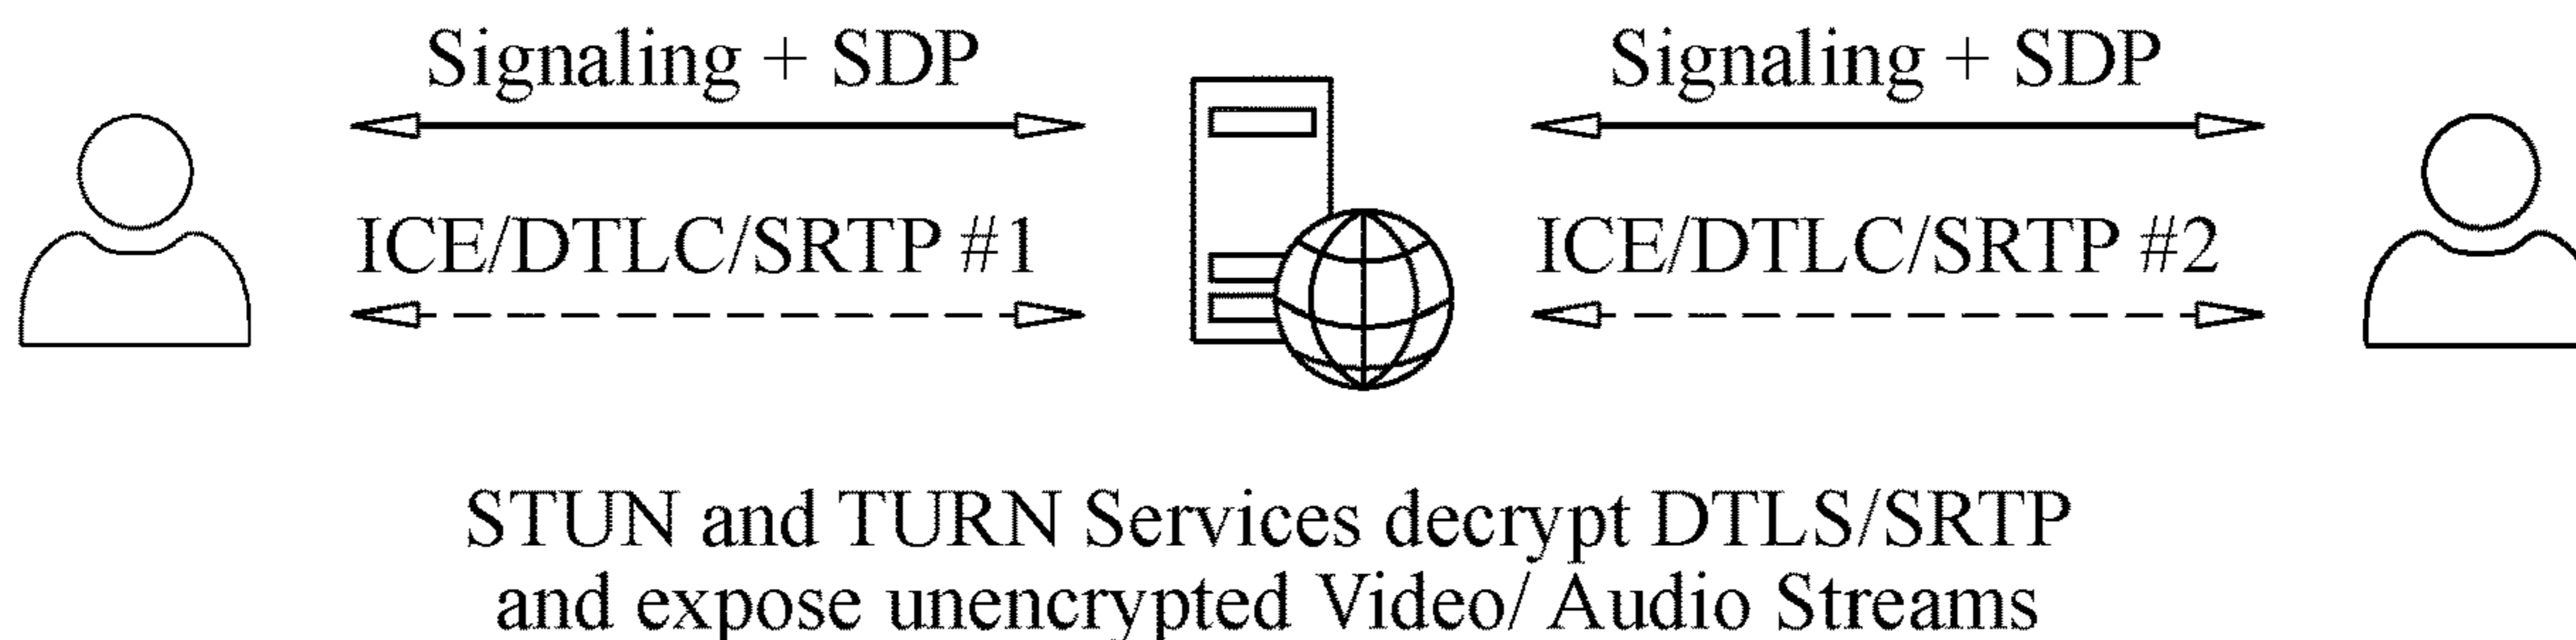 Signaling + SDP
Signaling + SDP
ICE/DTLC/SRTP #1
ICE/DTLC/SRTP #2
STUN and TURN Services decrypt DTLS/SRTP
and expose unencrypted Video/ Audio Streams